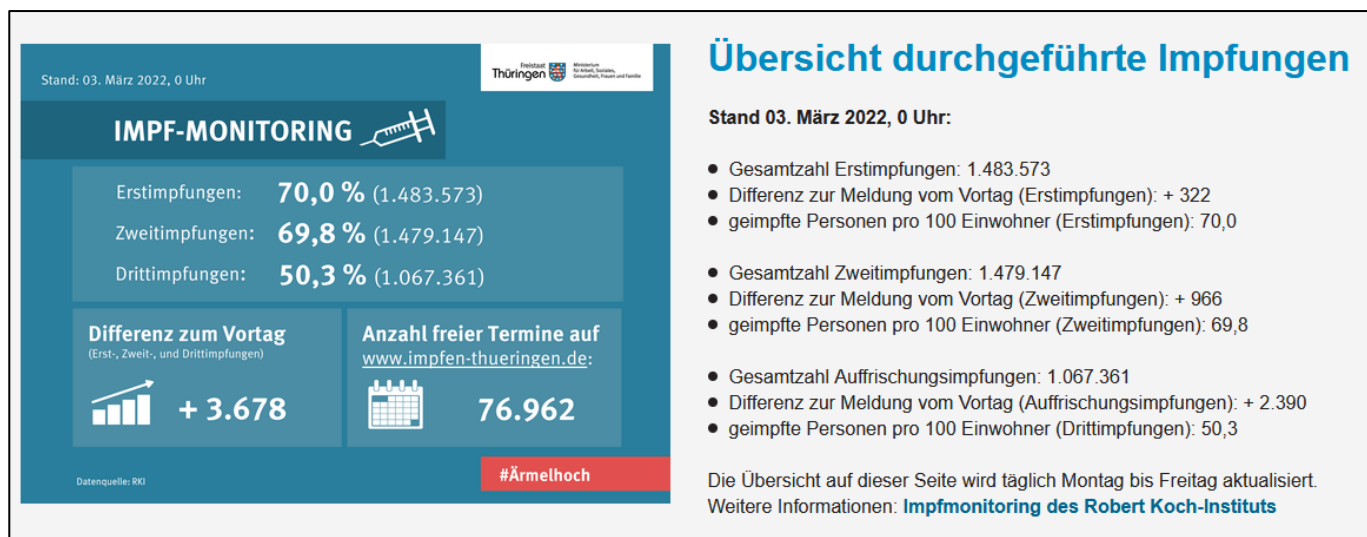 Stand: 03. März 2022, 0 Uhr
Freistaat
Thüringen
Ministerium
für Arbeit, Soziales,
Gesundheit, Frauen und Familie
IMPF-MONITORING
Erstimpfungen: 70,0 % (1.483.573)
Zweitimpfungen: 69,8 % (1.479.147)
Drittimpfungen: 50,3 % (1.067.361)
Differenz zum Vortag
(Erst-, Zweit-, und Drittimpfungen)
+ 3.678
Anzahl freier Termine auf
www.impfen-thueringen.de:
76.962
#Ärmelhoch
Datenquelle: RKI
Übersicht durchgeführte Impfungen
Stand 03. März 2022, 0 Uhr:
● Gesamtzahl Erstimpfungen: 1.483.573
● Differenz zur Meldung vom Vortag (Erstimpfungen): + 322
● geimpfte Personen pro 100 Einwohner (Erstimpfungen): 70,0
● Gesamtzahl Zweitimpfungen: 1.479.147
● Differenz zur Meldung vom Vortag (Zweitimpfungen): + 966
● geimpfte Personen pro 100 Einwohner (Zweitimpfungen): 69,8
● Gesamtzahl Auffrischungsimpfungen: 1.067.361
● Differenz zur Meldung vom Vortag (Auffrischungsimpfungen): + 2.390
● geimpfte Personen pro 100 Einwohner (Drittimpfungen): 50,3
Die Übersicht auf dieser Seite wird täglich Montag bis Freitag aktualisiert.
Weitere Informationen: Impfmonitoring des Robert Koch-Instituts